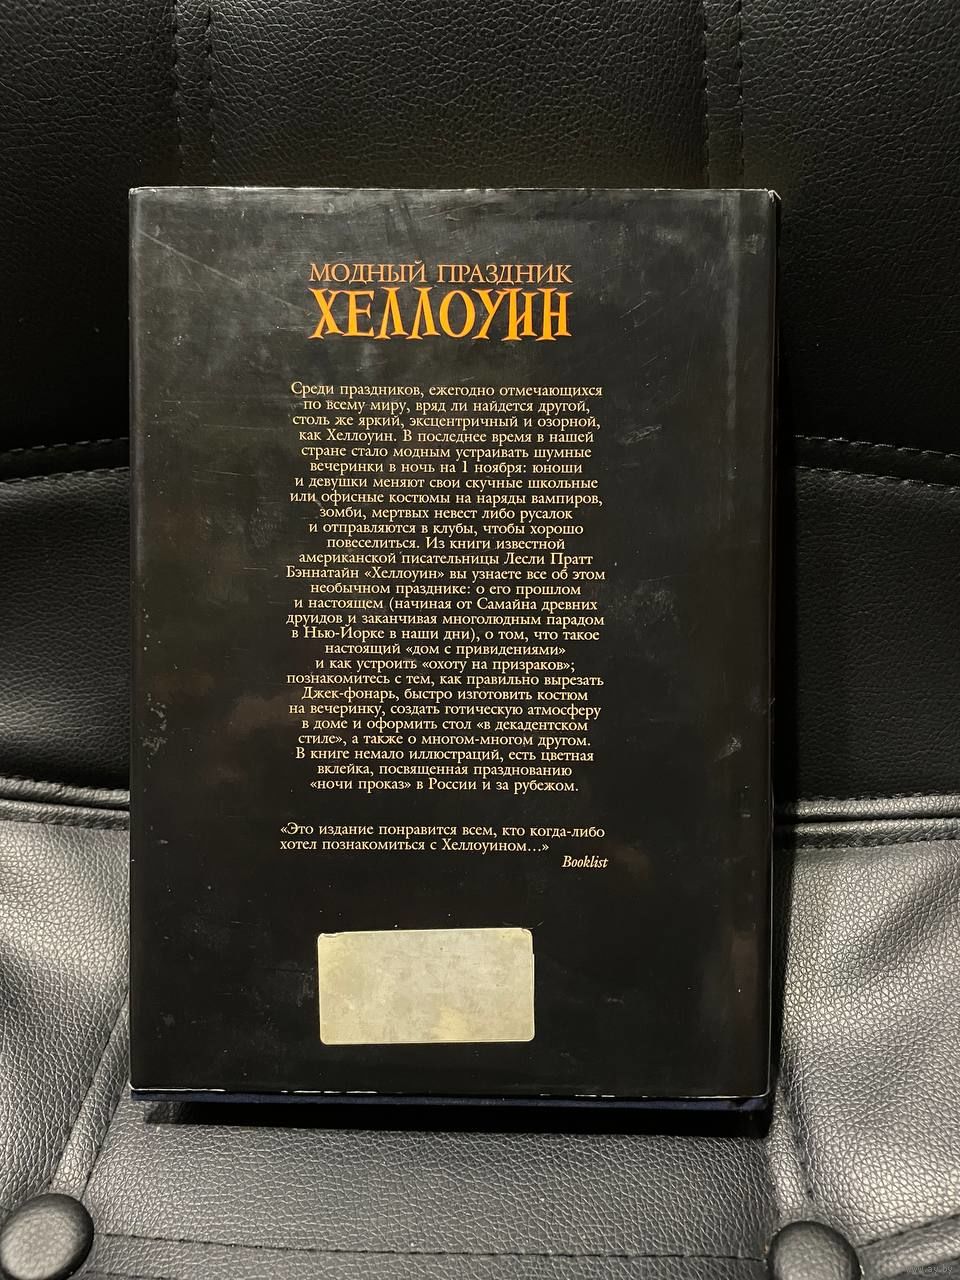 МОДНЫЙ ПРАЗДНИК
ХЕЛЛОУИН
Среди праздников, ежегодно отмечающихся
по всему миру, вряд ли найдется другой,
столь же яркий, эксцентричный и озорной,
как Хеллоуин. В последнее время в нашей
стране стало модным устраивать шумные
вечеринки в ночь на 1 ноября: юноши
и девушки меняют свои скучные школьные
или офисные костюмы на наряды вампиров,
зомби, мертвых невест либо русалок
и отправляются в клубы, чтобы хорошо
повеселиться. Из книги известной
американской писательницы Лесли Пратт
Бэннатайн «Хеллоуин» вы узнаете все об этом
необычном празднике: о его прошлом
и настоящем (начиная от Самайна древних
друидов и заканчивая многолюдным парадом
в Нью-Йорке в наши дни), о том, что такое
настоящий «дом с привидениями»
и как устроить «охоту на призраков»;
познакомитесь с тем, как правильно вырезать
Джек-фонарь, быстро изготовить костюм
на вечеринку, создать готическую атмосферу
в доме и оформить стол «в декадентском
стиле», а также о многом-многом другом.
В книге немало иллюстраций, есть цветная
вклейка, посвященная празднованию
«ночи проказ» в России и за рубежом.
«Это издание понравится всем, кто когда-либо
хотел познакомиться с Хеллоуином…»
Booklist
www.ay.by